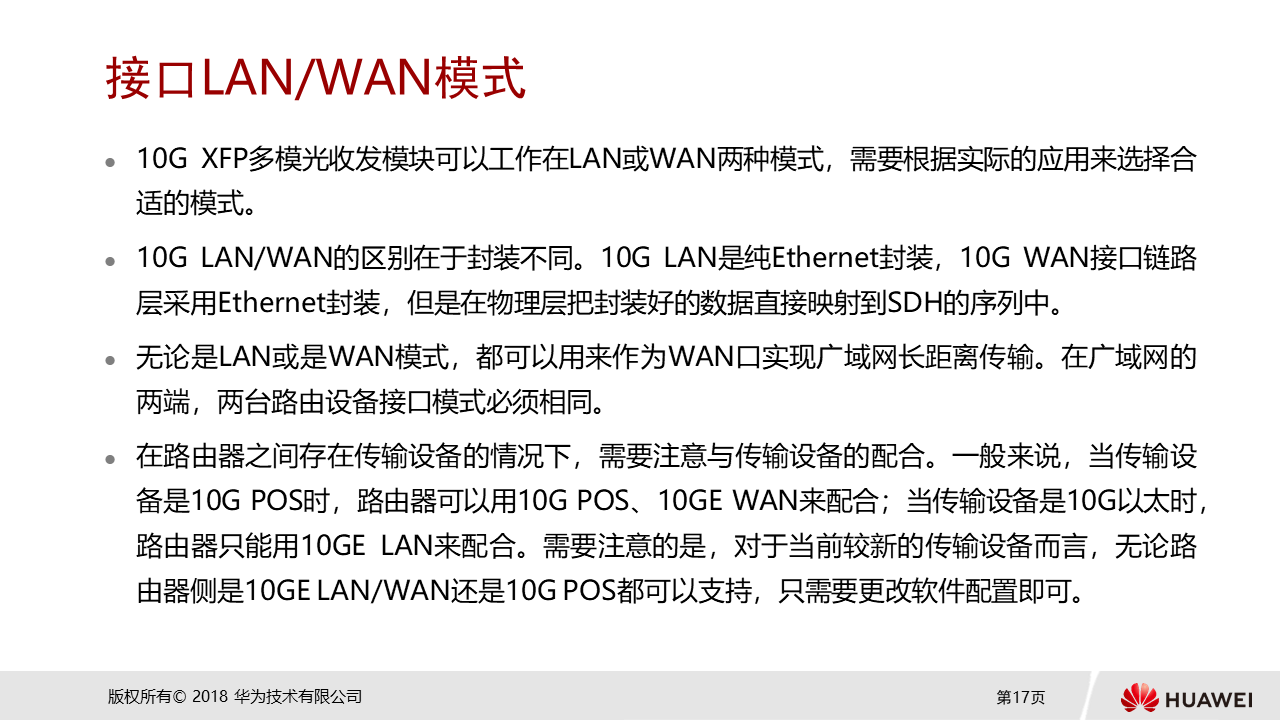 接口LAN/WAN模式
● 10G XFP多模光收发模块可以工作在LAN或WAN两种模式，需要根据实际的应用来选择合
适的模式。
● 10G LAN/WAN的区别在于封装不同。10G LAN是纯Ethernet封装，10G WAN接口链路
层采用Ethernet封装，但是在物理层把封装好的数据直接映射到SDH的序列中。
● 无论是LAN或是WAN模式，都可以用来作为WAN口实现广域网长距离传输。在广域网的
两端，两台路由设备接口模式必须相同。
● 在路由器之间存在传输设备的情况下，需要注意与传输设备的配合。一般来说，当传输设
备是10G POS时，路由器可以用10G POS、10GE WAN来配合；当传输设备是10G以太时，
路由器只能用10GE LAN来配合。需要注意的是，对于当前较新的传输设备而言，无论路
由器侧是10GE LAN/WAN还是10G POS都可以支持，只需要更改软件配置即可。
版权所有© 2018 华为技术有限公司
第17页
HUAWEI